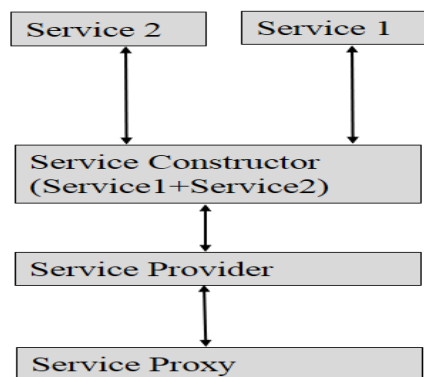 Service 2
Service 1
Service Constructor
(Service1+Service2)
Service Provider
Service Proxy